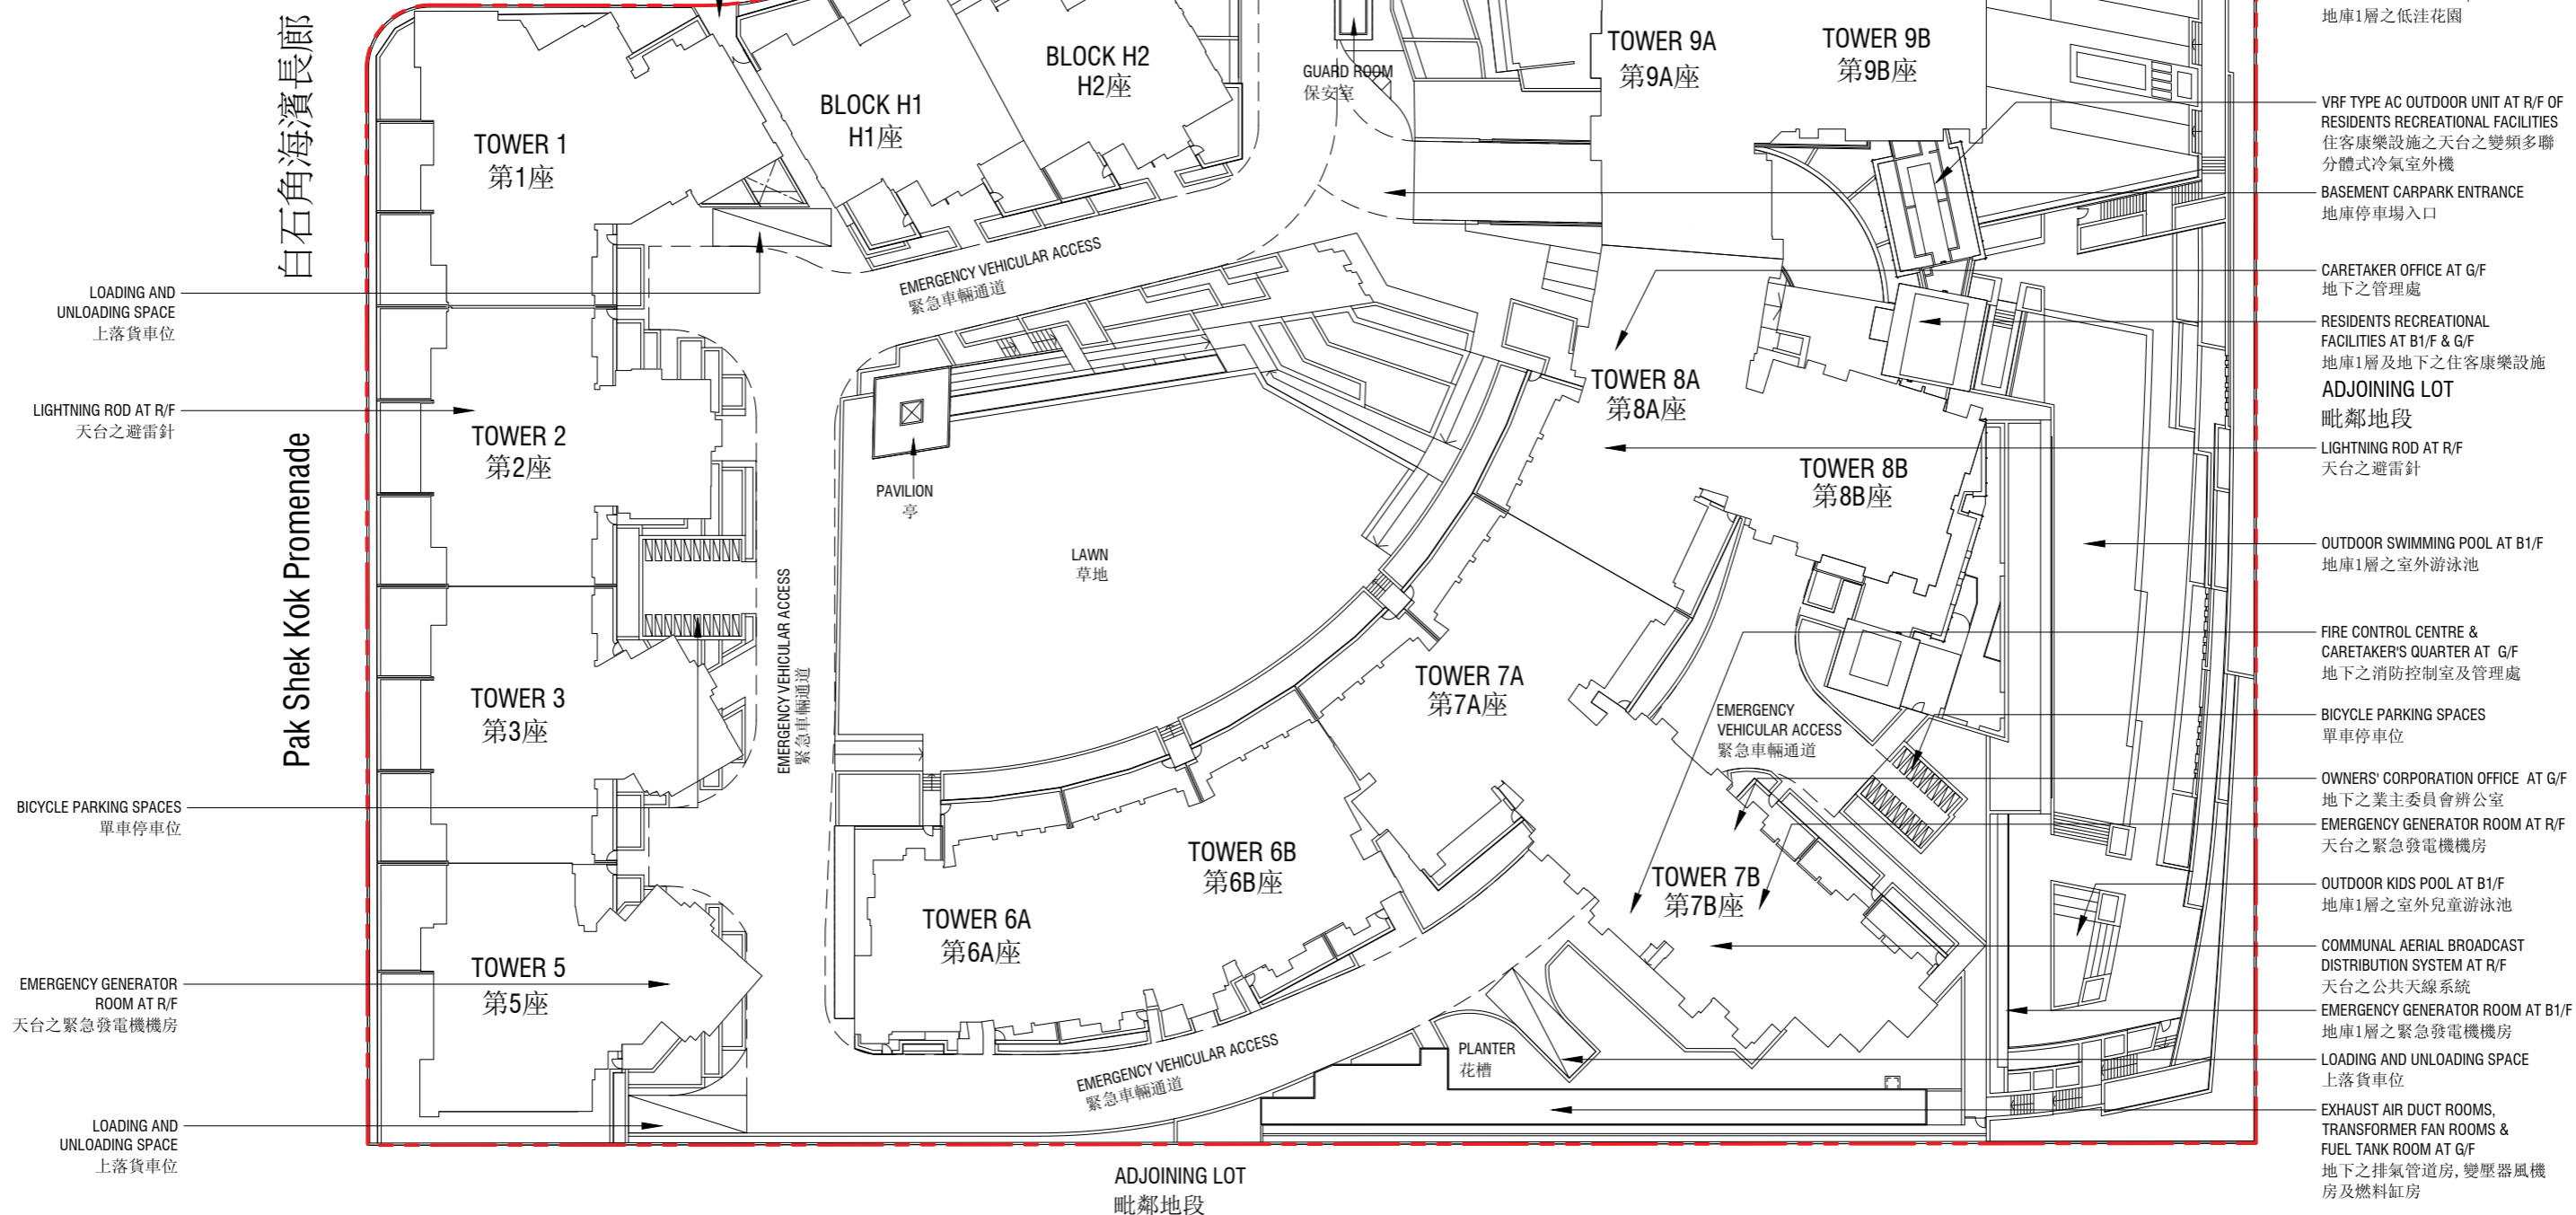 白石角海濱長廊
Pak Shek Kok Promenade
LOADING AND
UNLOADING SPACE
上落貨車位
LIGHTNING ROD AT R/F
天台之避雷針
BICYCLE PARKING SPACES
單車停車位
EMERGENCY GENERATOR
ROOM AT R/F
天台之緊急發電機機房
LOADING AND
UNLOADING SPACE
上落貨車位
TOWER 1
第1座
BLOCK H1
H1座
BLOCK H2
H2座
GUARD ROOM
保安室
TOWER 9A
第9A座
TOWER 9B
第9B座
EMERGENCY VEHICULAR ACCESS
緊急車輛通道
TOWER 2
第2座
PAVILION
亭
LAWN
草地
TOWER 8A
第8A座
TOWER 8B
第8B座
EMERGENCY VEHICULAR ACCESS
緊急車輛通道
TOWER 3
第3座
TOWER 7A
第7A座
EMERGENCY
VEHICULAR ACCESS
緊急車輛通道
TOWER 6B
第6B座
TOWER 7B
第7B座
TOWER 6A
第6A座
TOWER 5
第5座
EMERGENCY VEHICULAR ACCESS
緊急車輛通道
PLANTER
花槽
ADJOINING LOT
毗鄰地段
地庫1層之低洼花園
VRF TYPE AC OUTDOOR UNIT AT R/F OF
RESIDENTS RECREATIONAL FACILITIES
住客康樂設施之天台之變頻多聯
分體式冷氣室外機
BASEMENT CARPARK ENTRANCE
地庫停車場入口
CARETAKER OFFICE AT G/F
地下之管理處
RESIDENTS RECREATIONAL
FACILITIES AT B1/F & G/F
地庫1層及地下之住客康樂設施
ADJOINING LOT
毗鄰地段
LIGHTNING ROD AT R/F
天台之避雷針
OUTDOOR SWIMMING POOL AT B1/F
地庫1層之室外游泳池
FIRE CONTROL CENTRE &
CARETAKER'S QUARTER AT G/F
地下之消防控制室及管理處
BICYCLE PARKING SPACES
單車停車位
OWNERS' CORPORATION OFFICE AT G/F
地下之業主委員會辦公室
EMERGENCY GENERATOR ROOM AT R/F
天台之緊急發電機機房
OUTDOOR KIDS POOL AT B1/F
地庫1層之室外兒童游泳池
COMMUNAL AERIAL BROADCAST
DISTRIBUTION SYSTEM AT R/F
天台之公共天線系統
EMERGENCY GENERATOR ROOM AT B1/F
地庫1層之緊急發電機機房
LOADING AND UNLOADING SPACE
上落貨車位
EXHAUST AIR DUCT ROOMS,
TRANSFORMER FAN ROOMS &
FUEL TANK ROOM AT G/F
地下之排氣管道房, 變壓器風機
房及燃料缸房